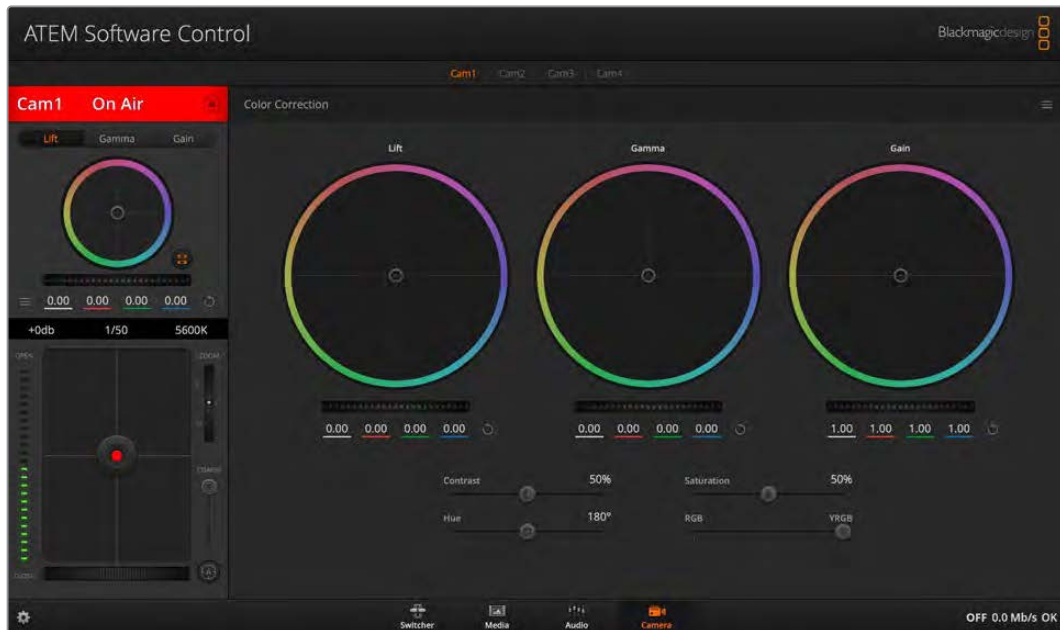 ATEM Software Control
Blackmagicdesign
Cam1 Cam2 Cam3 Cam4
Cam1 On Air
Color Correction
Lift Gamma Gain
0.00 0.00 0.00 0.00
+0db 1/50 5600K
OPEN
ZOOM
Lift Gamma Gain
0.00 0.00 0.00 0.00
0.00 0.00 0.00 0.00
1.00 1.00 1.00 1.00
Contrast 50%
Saturation 50%
Hue 180°
RGB YRGB
Switcher Media Audio Camera
OFF 0.0 Mb/s OK